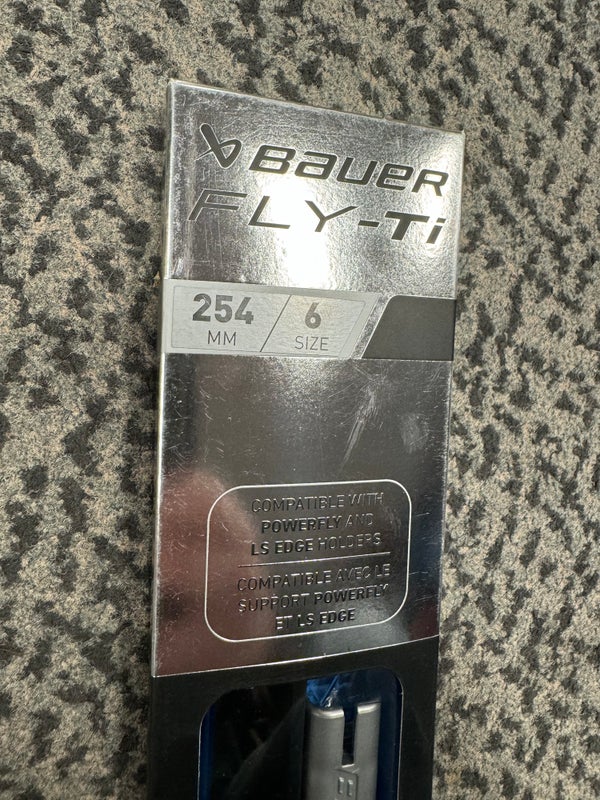 BAUER
FLY-Ti
254 MM
6 SIZE
COMPATIBLE WITH
POWERFLY AND
LS EDGE HOLDERS
COMPATIBLE AVEC LE
SUPPORT POWERFLY
ET LS EDGE